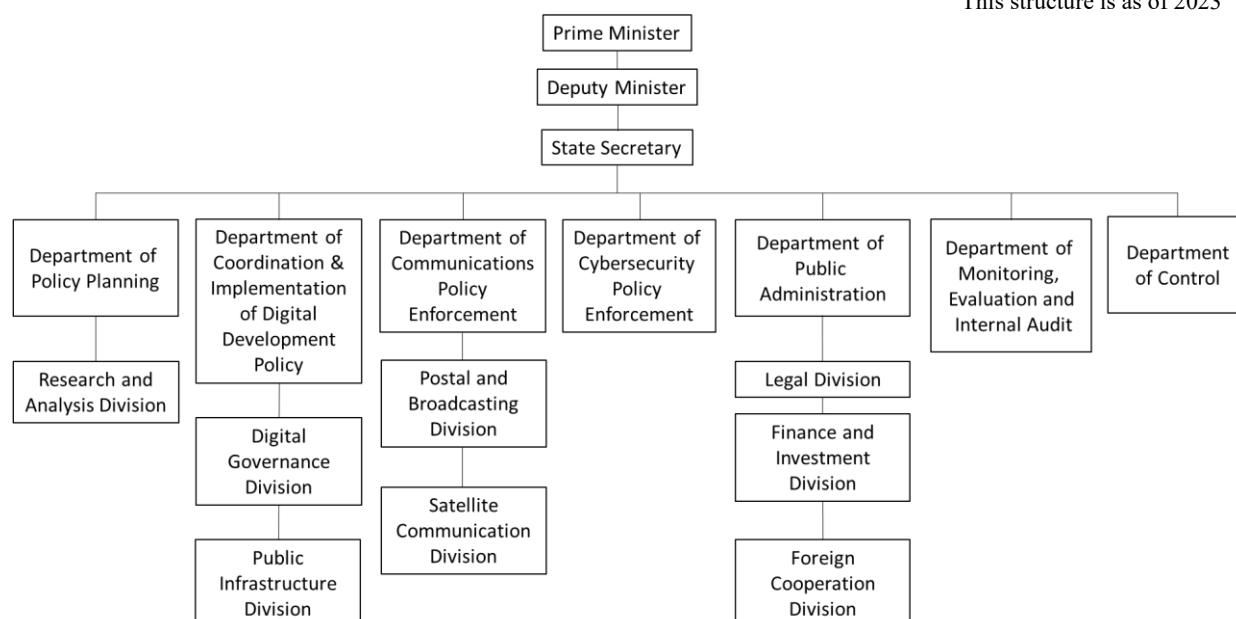 This structure is as of 2023
Prime Minister
Deputy Minister
State Secretary
Department of
Policy Planning
Research and
Analysis Division
Department of
Coordination &
Implementation
of Digital
Development
Policy
Digital
Governance
Division
Public
Infrastructure
Division
Department of
Communications
Policy
Enforcement
Postal and
Broadcasting
Division
Satellite
Communication
Division
Department of
Cybersecurity
Policy
Enforcement
Department of
Public
Administration
Legal Division
Finance and
Investment
Division
Foreign
Cooperation
Division
Department of
Monitoring,
Evaluation and
Internal Audit
Department
of Control